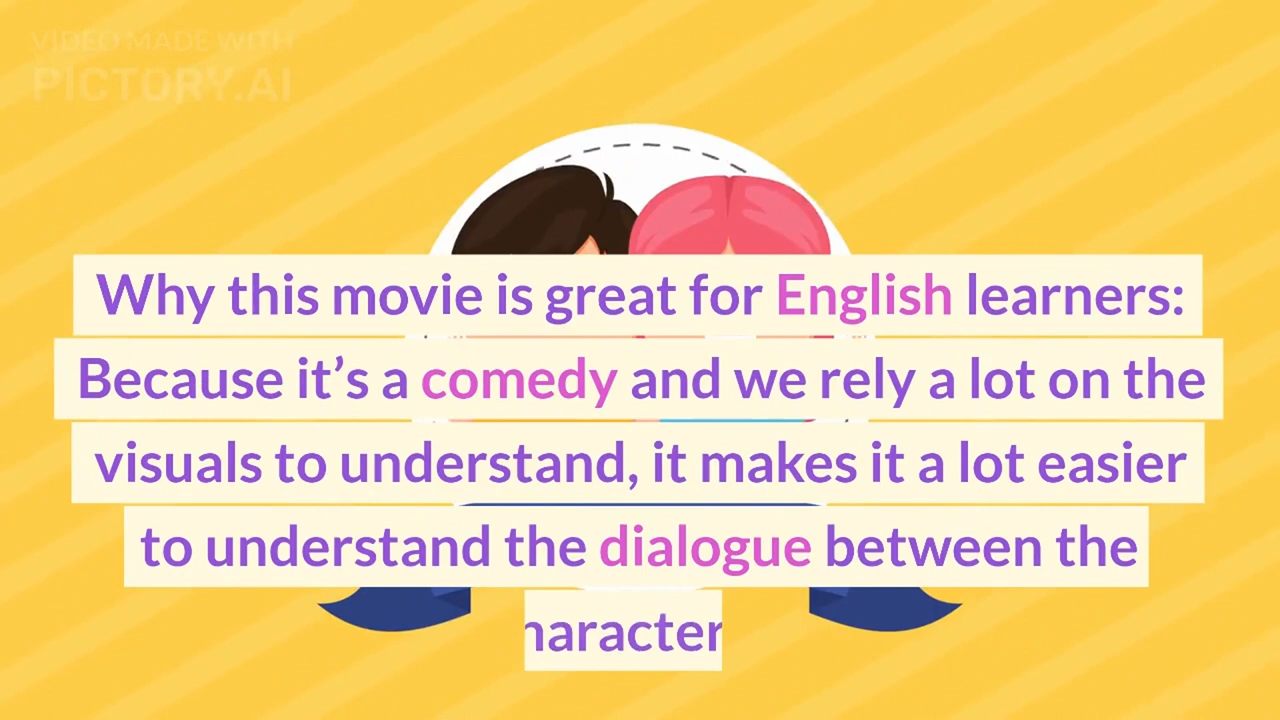 VIDEO MADE WITH
PICTORY.AI
Why this movie is great for English learners:
Because it’s a comedy and we rely a lot on the
visuals to understand, it makes it a lot easier
to understand the dialogue between the
haracter